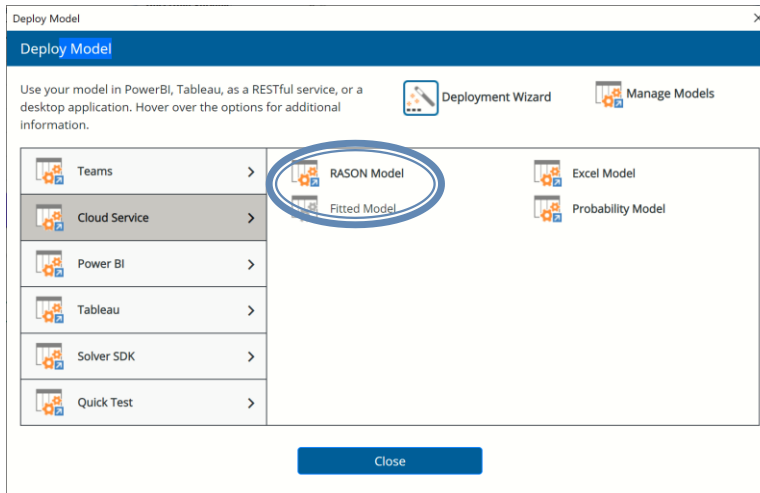 Deploy Model
Deploy Model
Use your model in PowerBI, Tableau, as a RESTful service, or a
desktop application. Hover over the options for additional
information.
Deployment Wizard
Manage Models
Teams
Cloud Service
Power BI
Tableau
Solver SDK
Quick Test
RASON Model
Excel Model
Fitted Model
Probability Model
Close